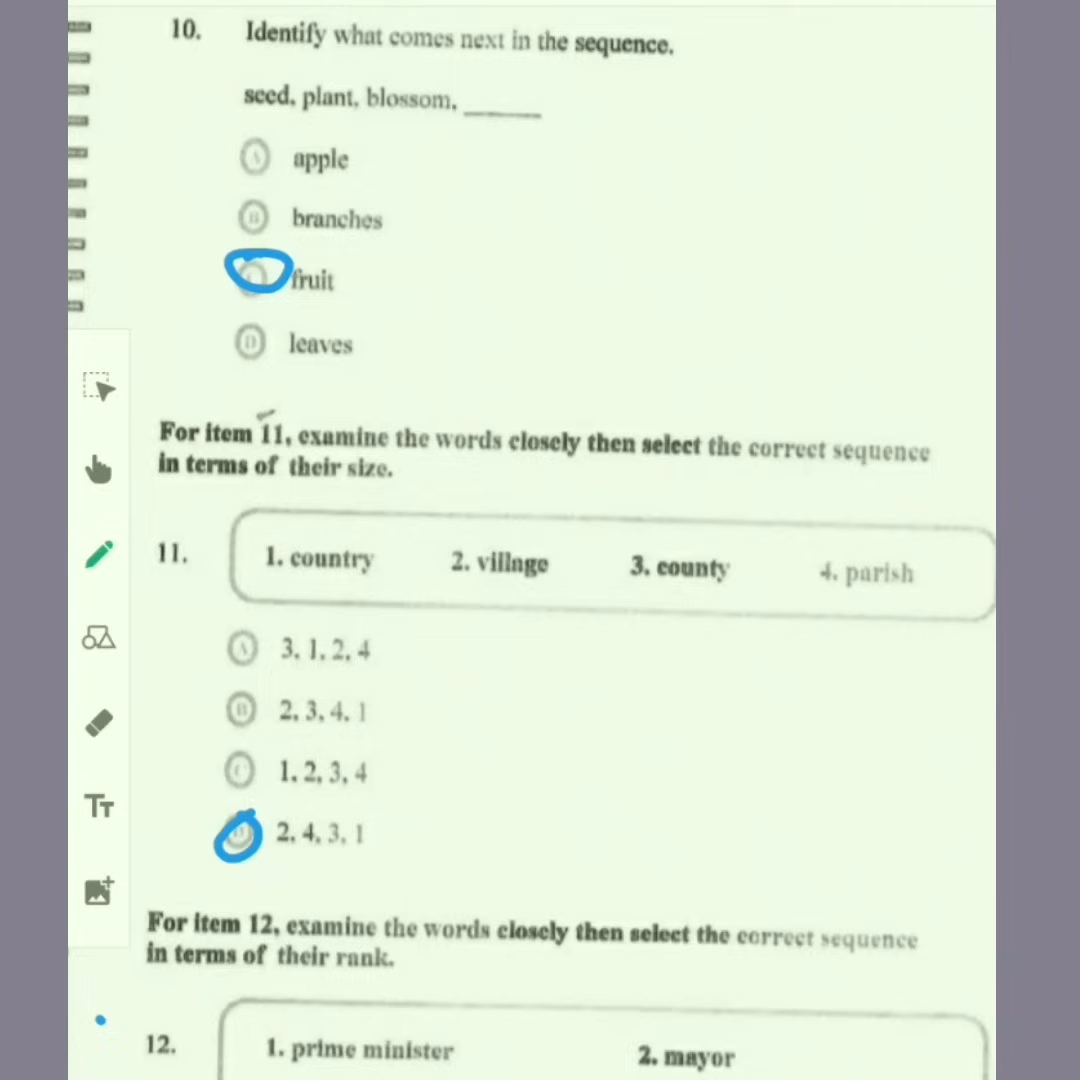 10. Identify what comes next in the sequence.
seed, plant, blossom, ______
A apple
B branches
C fruit
D leaves
For item 11, examine the words closely then select the correct sequence
in terms of their size.
11. 1. country 2. village 3. county 4. parish
A 3, 1, 2, 4
B 2, 3, 4, 1
C 1, 2, 3, 4
D 2, 4, 3, 1
For item 12, examine the words closely then select the correct sequence
in terms of their rank.
12. 1. prime minister 2. mayor
TT